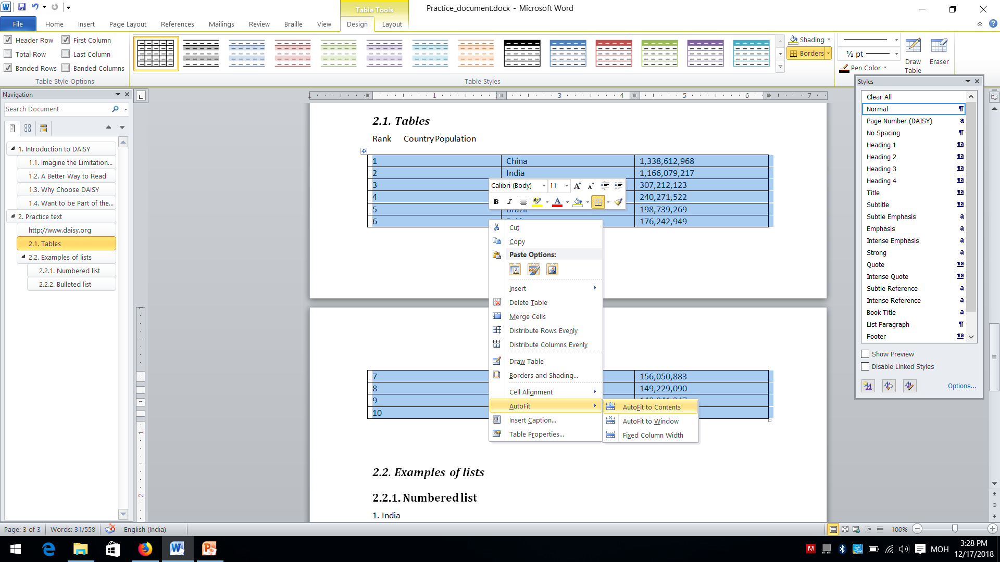 Table Tools
Practice_document.docx - Microsoft Word
File Home Insert Page Layout References Mailings Review Braille View Design Layout
Header Row First Column
Total Row Last Column
Banded Rows Banded Columns
Table Style Options
Table Styles
Shading
Borders
½ pt
Pen Color
Draw Table
Eraser
Navigation
Search Document
1. Introduction to DAISY
1.1. Imagine the Limitation...
1.2. A Better Way to Read
1.3. Why Choose DAISY
1.4. Want to be Part of the...
2. Practice text
http://www.daisy.org
2.1. Tables
2.2. Examples of lists
2.2.1. Numbered list
2.2.2. Bulleted list
1 1 3 4 5 6 7
2.1. Tables
Rank Country Population
1 China 1,338,612,968
2 India 1,166,079,217
3 307,212,123
4 240,271,522
5 Brazil 198,739,269
6 176,242,949
Calibri (Body) 11
Cut
Copy
Paste Options:
Insert
Delete Table
Merge Cells
Distribute Rows Evenly
Distribute Columns Evenly
Draw Table
Borders and Shading...
Cell Alignment
AutoFit
Insert Caption...
Table Properties...
AutoFit to Contents
AutoFit to Window
Fixed Column Width
7 156,050,883
8 149,229,090
9
10
2.2. Examples of lists
2.2.1. Numbered list
1. India
Styles
Clear All
Normal
Page Number (DAISY)
No Spacing
Heading 1
Heading 2
Heading 3
Heading 4
Title
Subtitle
Subtle Emphasis
Emphasis
Intense Emphasis
Strong
Quote
Intense Quote
Subtle Reference
Intense Reference
Book Title
List Paragraph
Footer
Show Preview
Disable Linked Styles
Options...
Page: 3 of 3 Words: 31/558 English (India) 100%
MOH
3:28 PM
12/17/2018